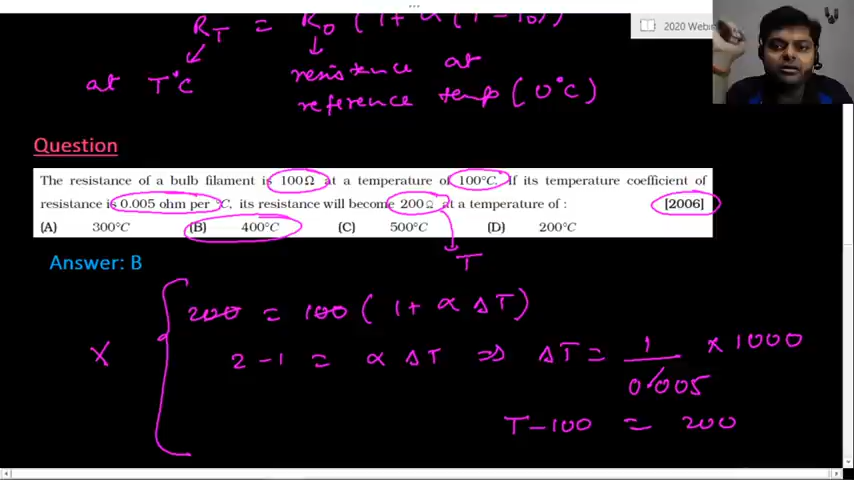 R_T = R_0 (1 + α (T - T0))
2020 Webin
at T°C resistance at
reference temp (0°C)
Question
The resistance of a bulb filament is 100Ω at a temperature of 100°C. If its temperature coefficient of
resistance is 0.005 ohm per °C, its resistance will become 200Ω at a temperature of : [2006]
(A) 300°C (B) 400°C (C) 500°C (D) 200°C
T
Answer: B
200 = 100 (1 + α ΔT)
X 2 - 1 = α ΔT ⇒ ΔT = 1/0.005 × 1000
T - 100 = 200